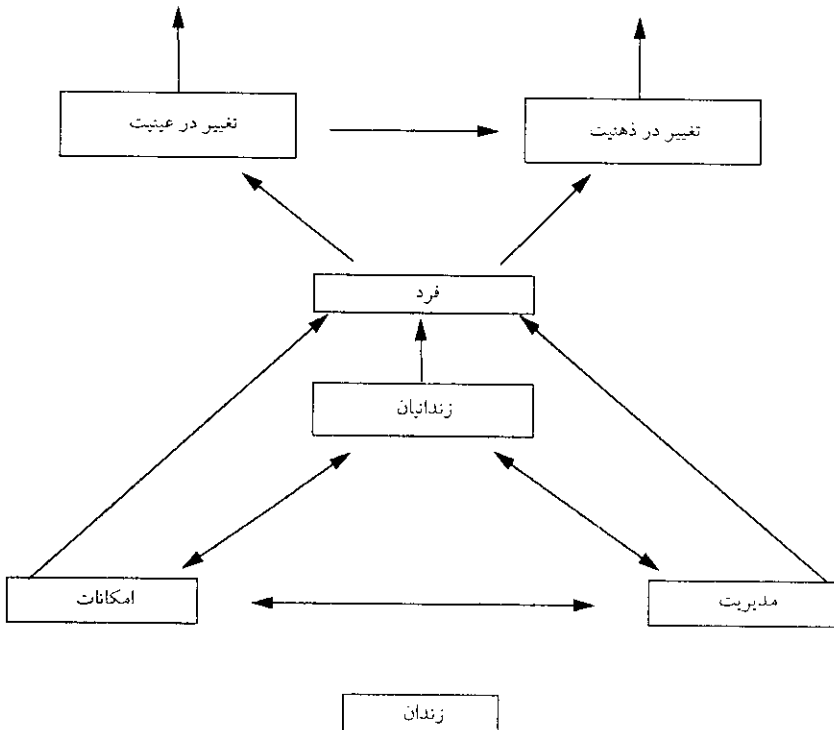 تغییر در ذهنیت
تغییر در عینیت
فرد
زندانیان
مدیریت
امکانات
زندان